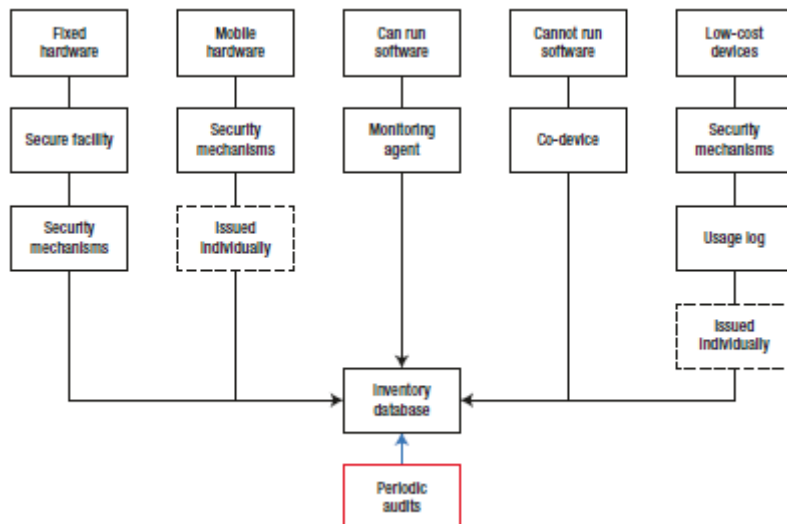 Fixed
hardware
Mobile
hardware
Can run
software
Cannot run
software
Low-cost
devices
Secure facility
Security
mechanisms
Monitoring
agent
Co-device
Security
mechanisms
Security
mechanisms
Issued
individually
Usage log
Issued
individually
Inventory
database
Periodic
audits